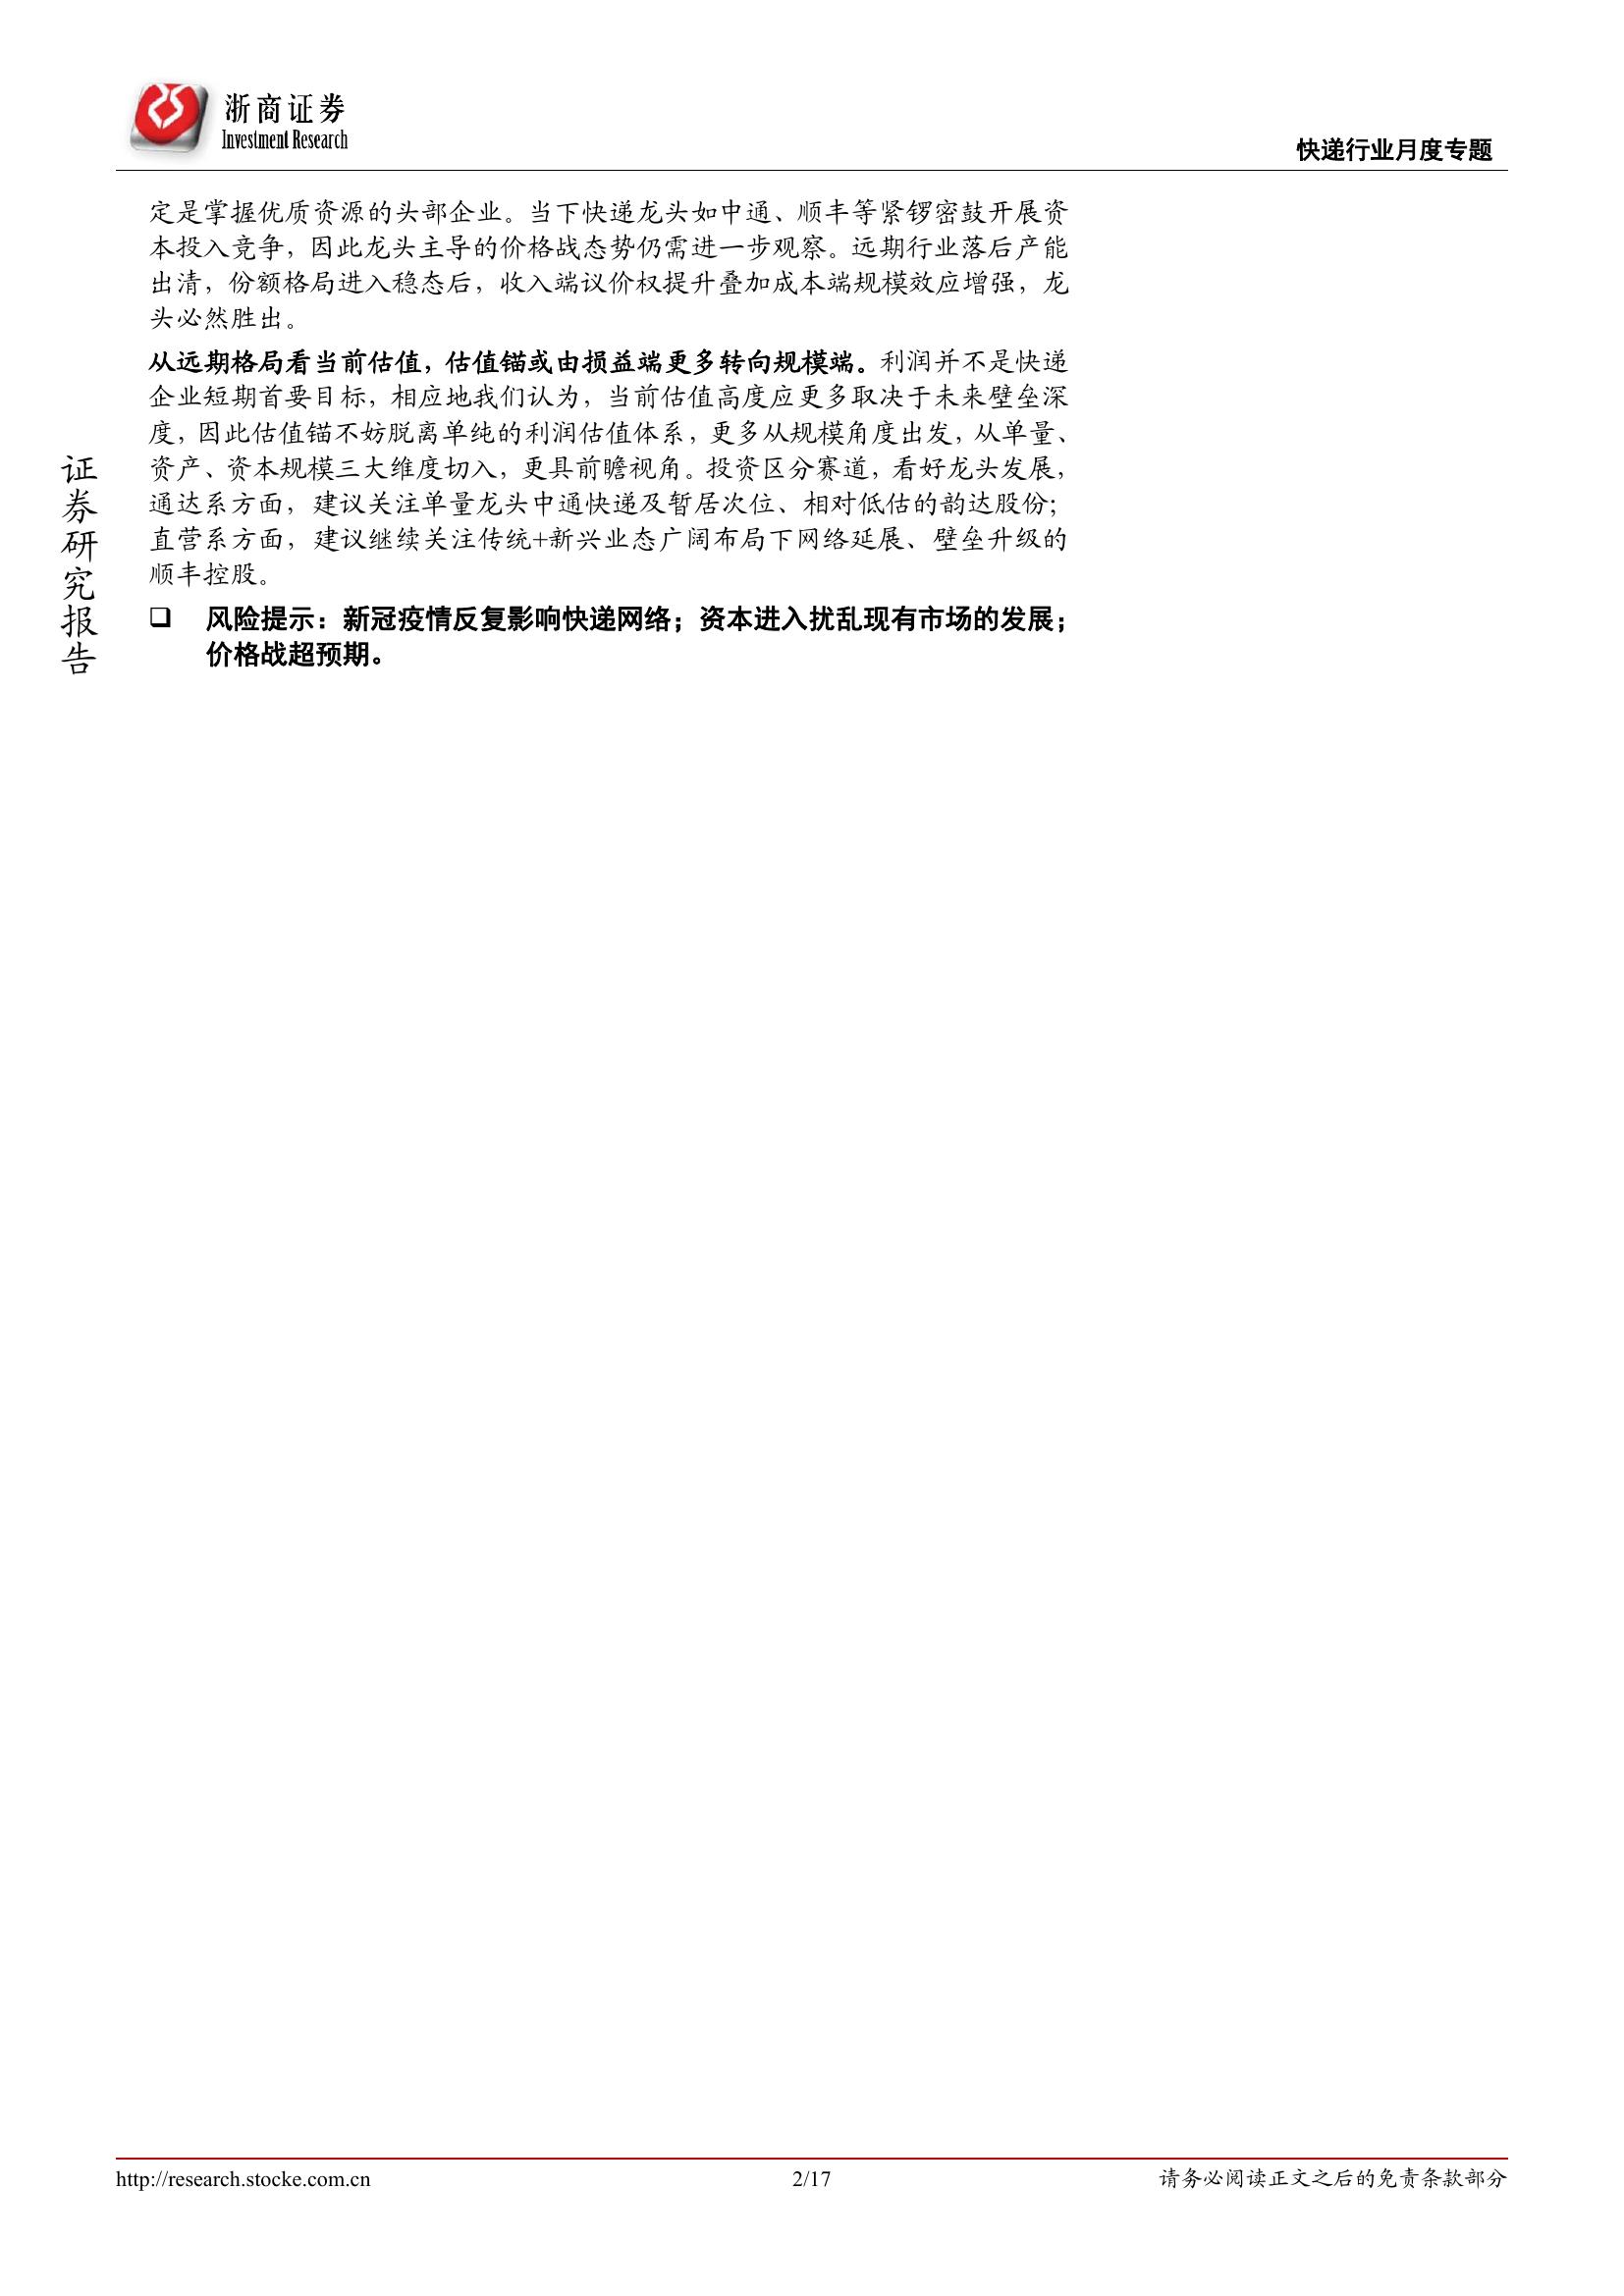 浙商证券
Investment Research
快递行业月度专题
定是掌握优质资源的头部企业。当下快递龙头如中通、顺丰等紧锣密鼓开展资
本投入竞争，因此龙头主导的价格战态势仍需进一步观察。远期行业落后产能
出清，份额格局进入稳态后，收入端议价权提升叠加成本端规模效应增强，龙
头必然胜出。
从远期格局看当前估值，估值锚或由损益端更多转向规模端。利润并不是快递
企业短期首要目标，相应地我们认为，当前估值高度应更多取决于未来壁垒深
度，因此估值锚不妨脱离单纯的利润估值体系，更多从规模角度出发，从单量、
资产、资本规模三大维度切入，更具前瞻视角。投资区分赛道，看好龙头发展，
通达系方面，建议关注单量龙头中通快递及暂居次位、相对低估的韵达股份；
直营系方面，建议继续关注传统+新兴业态广阔布局下网络延展、壁垒升级的
顺丰控股。
❑ 风险提示：新冠疫情反复影响快递网络；资本进入扰乱现有市场的发展；
价格战超预期。
证
券
研
究
报
告
http://research.stocke.com.cn
2/17
请务必阅读正文之后的免责条款部分